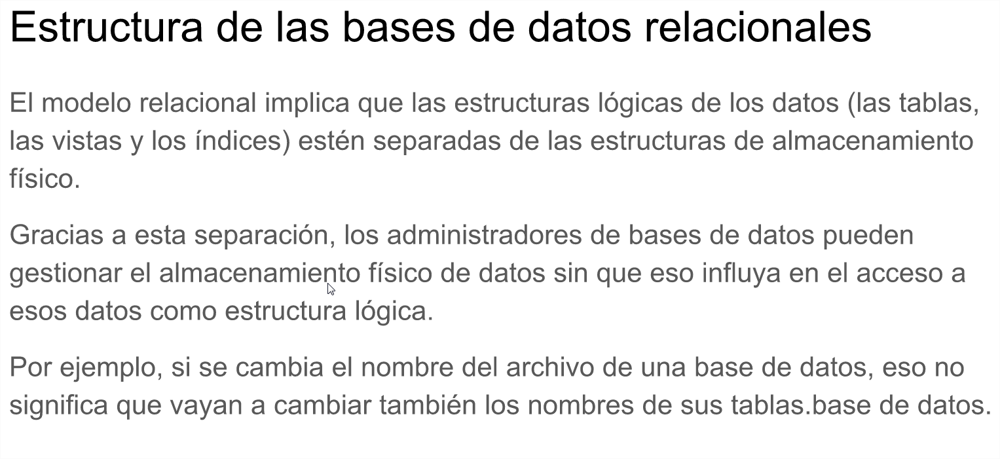 Estructura de las bases de datos relacionales
El modelo relacional implica que las estructuras lógicas de los datos (las tablas,
las vistas y los índices) estén separadas de las estructuras de almacenamiento
físico.
Gracias a esta separación, los administradores de bases de datos pueden
gestionar el almacenamiento físico de datos sin que eso influya en el acceso a
esos datos como estructura lógica.
Por ejemplo, si se cambia el nombre del archivo de una base de datos, eso no
significa que vayan a cambiar también los nombres de sus tablas.base de datos.